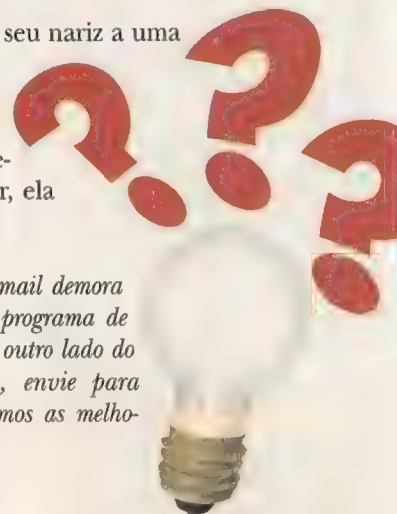 seu nariz a uma
e-
r, ela
mail demora
programa de
outro lado do
, envie para
mos as melho-